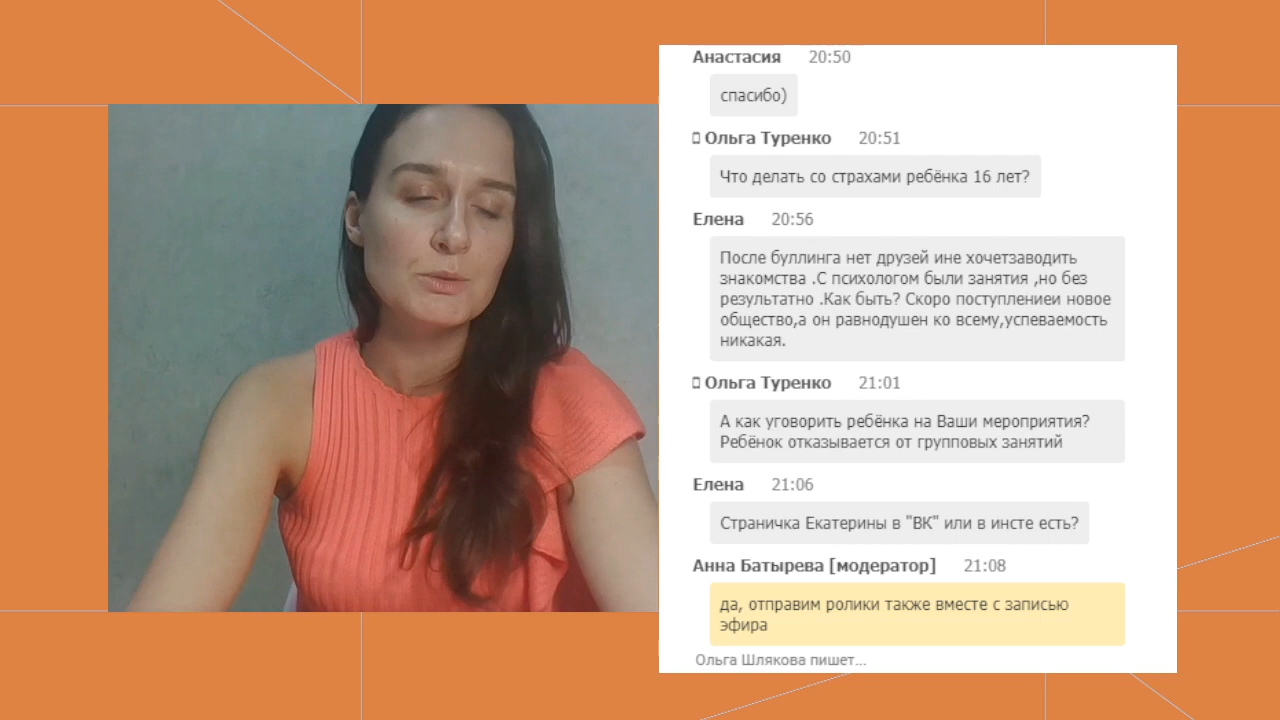 Анастасия 20:50
спасибо)
Ольга Туренко 20:51
Что делать со страхами ребёнка 16 лет?
Елена 20:56
После буллинга нет друзей ине хочетзаводить
знакомства .С психологом были занятия ,но без
результатно .Как быть? Скоро поступлениеи новое
общество,а он равнодушен ко всему,успеваемость
никакая.
Ольга Туренко 21:01
А как уговорить ребёнка на Ваши мероприятия?
Ребёнок отказывается от групповых занятий
Елена 21:06
Страничка Екатерины в "ВК" или в инсте есть?
Анна Батырева [модератор] 21:08
да, отправим ролики также вместе с записью
эфира
Ольга Шлякова пишет...